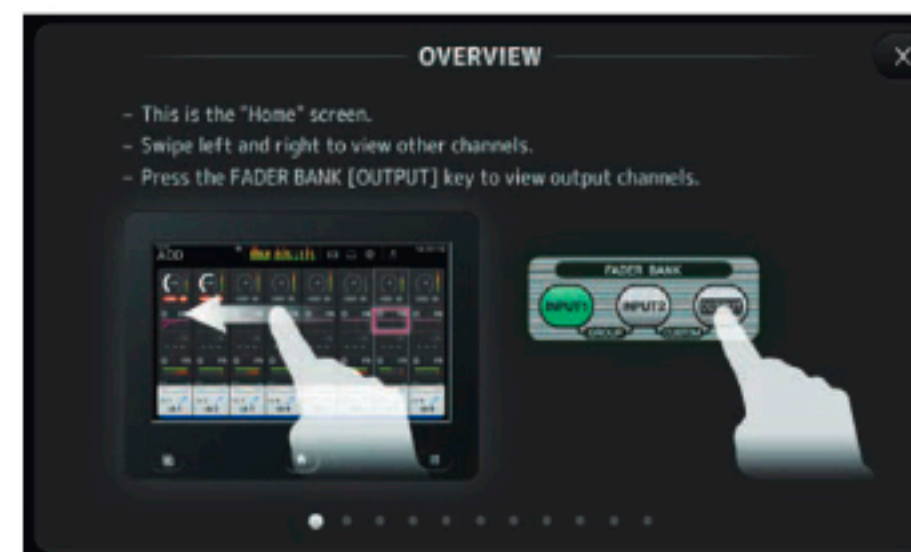 OVERVIEW
– This is the "Home" screen.
– Swipe left and right to view other channels.
– Press the FADER BANK [OUTPUT] key to view output channels.
ADD
FADER BANK
INPUT1 INPUT2
GROUP CUSTOM